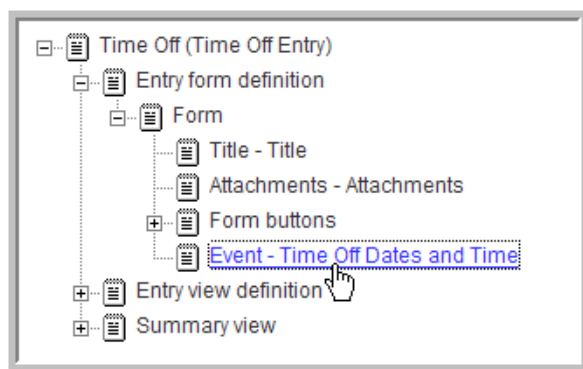 Time Off (Time Off Entry)
Entry form definition
Form
Title - Title
Attachments - Attachments
Form buttons
Event - Time Off Dates and Time
Entry view definition
Summary view